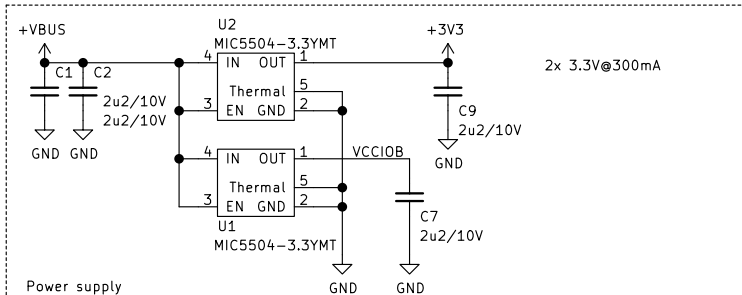 U2
+VBUS
MIC5504-3.3YMT
+3V3
4 IN OUT 1
C1 C2
2x 3.3V@300mA
Thermal 5
2u2/10V
3 EN GND 2
C9
2u2/10V
2u2/10V
GND GND
GND
4 IN OUT 1
VCCIOB
Thermal 5
3 EN GND 2
C7
U1
2u2/10V
MIC5504-3.3YMT
Power supply
GND
GND